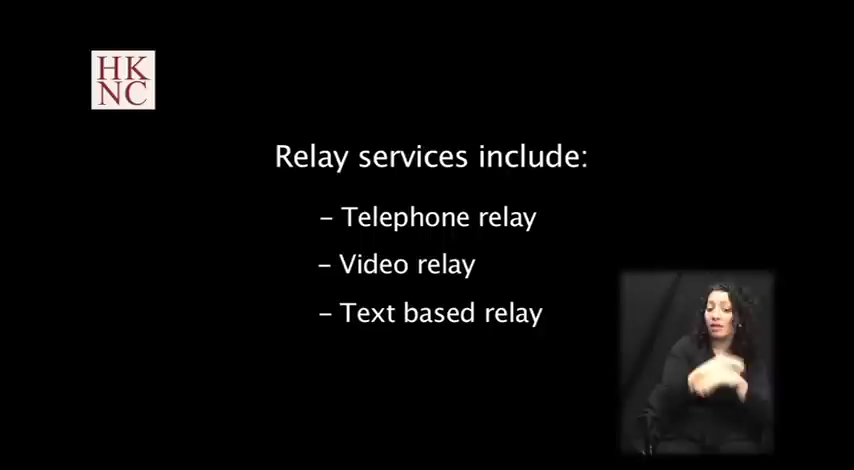 HK
NC
Relay services include:
– Telephone relay
– Video relay
– Text based relay